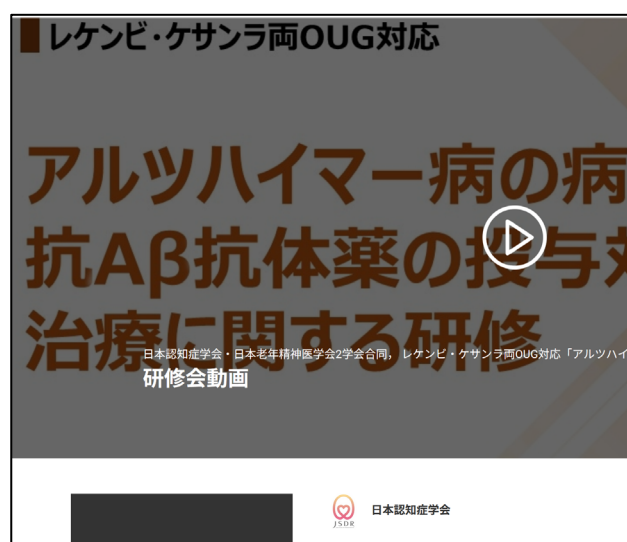 レケンビ・ケサンラ両OUG対応
アルツハイマー病の病
抗Aβ抗体薬の投与対
治療に関する研修
日本認知症学会・日本老年精神医学会2学会合同，レケンビ・ケサンラ両OUG対応「アルツハイ
研修会動画
日本認知症学会
JSDR